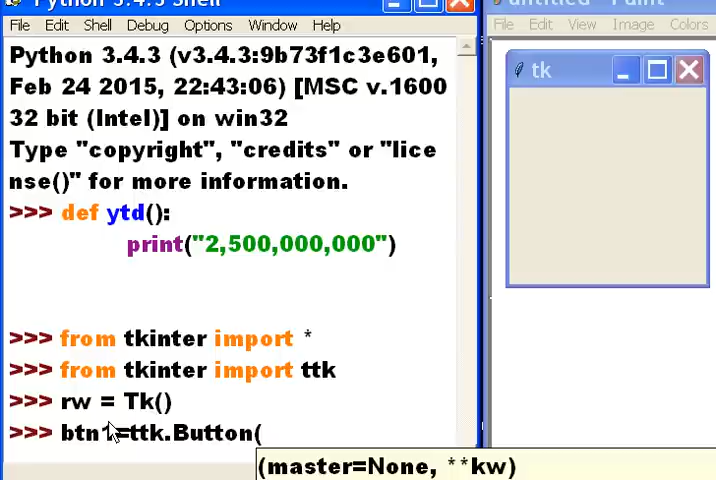 Python 3.4.3 Shell
untitled - Paint
File Edit Shell Debug Options Window Help
File Edit View Image Colors
Python 3.4.3 (v3.4.3:9b73f1c3e601,
Feb 24 2015, 22:43:06) [MSC v.1600
32 bit (Intel)] on win32
Type "copyright", "credits" or "lice
nse()" for more information.
>>> def ytd():
print("2,500,000,000")
>>> from tkinter import *
>>> from tkinter import ttk
>>> rw = Tk()
>>> btn1=ttk.Button(
(master=None, **kw)
tk